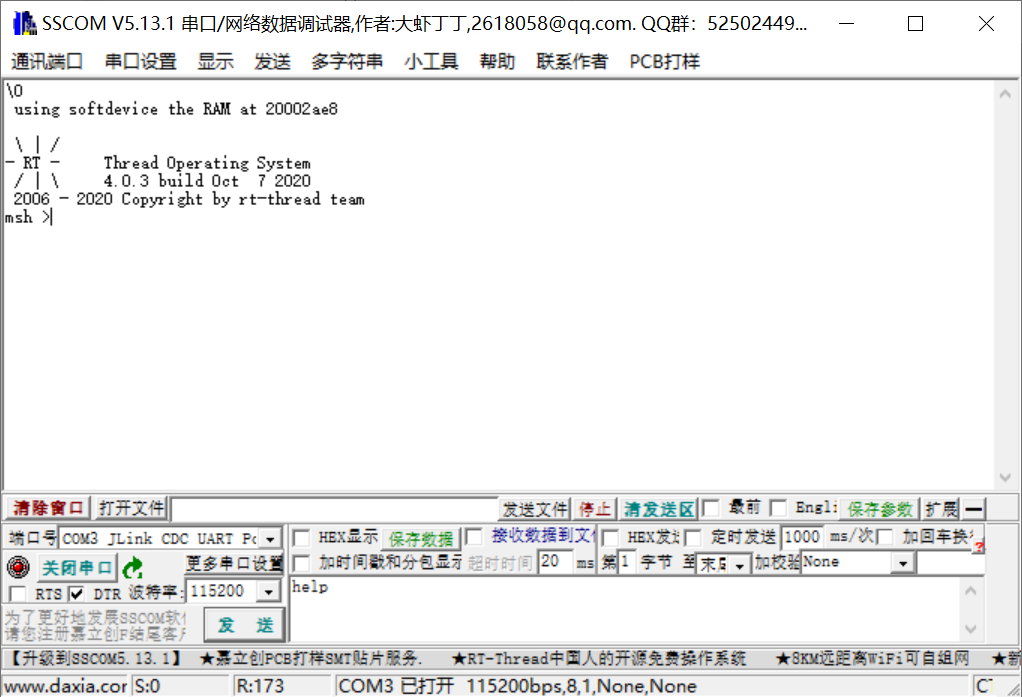 SSCOM V5.13.1 串口/网络数据调试器,作者:大虾丁丁,2618058@qq.com. QQ群： 52502449...
通讯端口 串口设置 显示 发送 多字符串 小工具 帮助 联系作者 PCB打样
\0
using softdevice the RAM at 20002ae8
\ | /
- RT - Thread Operating System
/ | \ 4.0.3 build Oct 7 2020
2006 - 2020 Copyright by rt-thread team
msh >
清除窗口 打开文件 发送文件 停止 清发送区 最前 Engli 保存参数 扩展 —
端口号 COM3 JLink CDC UART Po HEX显示 保存数据 接收数据到文 HEX发送 定时发送 1000 ms/次 加回车换行
关闭串口 更多串口设置 加时间戳和分包显示 超时时间 20 ms 第1 字节 至 末尾 加校验 None
RTS DTR 波特率: 115200 help
为了更好地发展SSCOM软件
请您注册嘉立创F结尾客户
发 送
【升级到SSCOM5.13.1】 ★嘉立创PCB打样SMT贴片服务. ★RT-Thread中国人的开源免费操作系统 ★8KM远距离WiFi可自组网 ★新
www.daxia.com S:0 R:173 COM3 已打开 115200bps,8,1,None,None